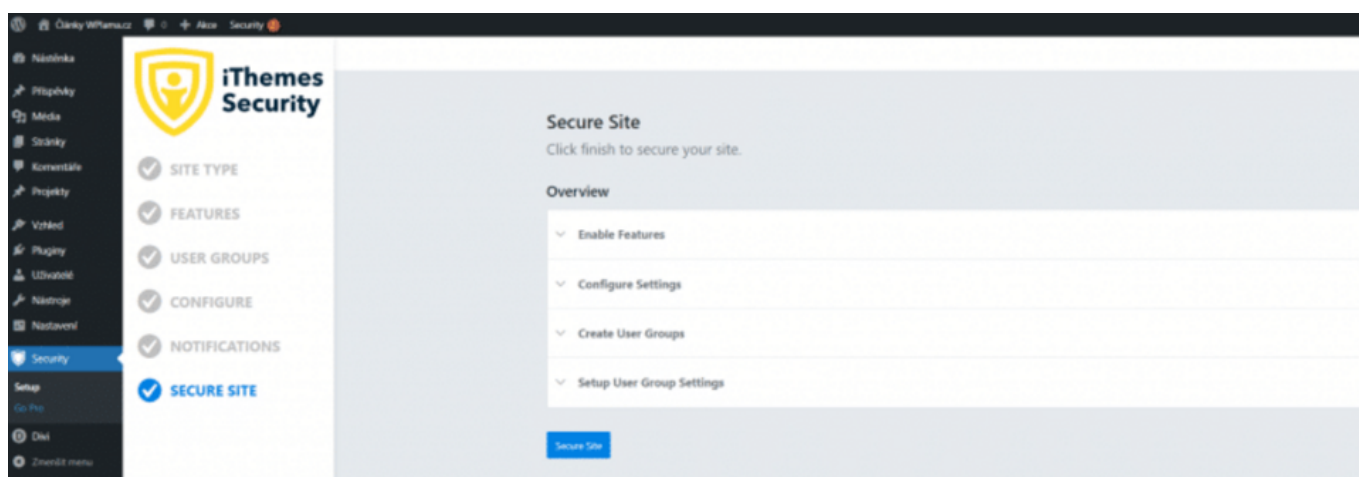 Články WPlama.cz 0 + Akce Security
Nástěnka
Příspěvky
Média
Stránky
Komentáře
Projekty
Vzhled
Pluginy
Uživatelé
Nástroje
Nastavení
Security
Setup
Go Pro
Divi
Zmenšit menu
iThemes
Security
SITE TYPE
FEATURES
USER GROUPS
CONFIGURE
NOTIFICATIONS
SECURE SITE
Secure Site
Click finish to secure your site.
Overview
Enable Features
Configure Settings
Create User Groups
Setup User Group Settings
Secure Site